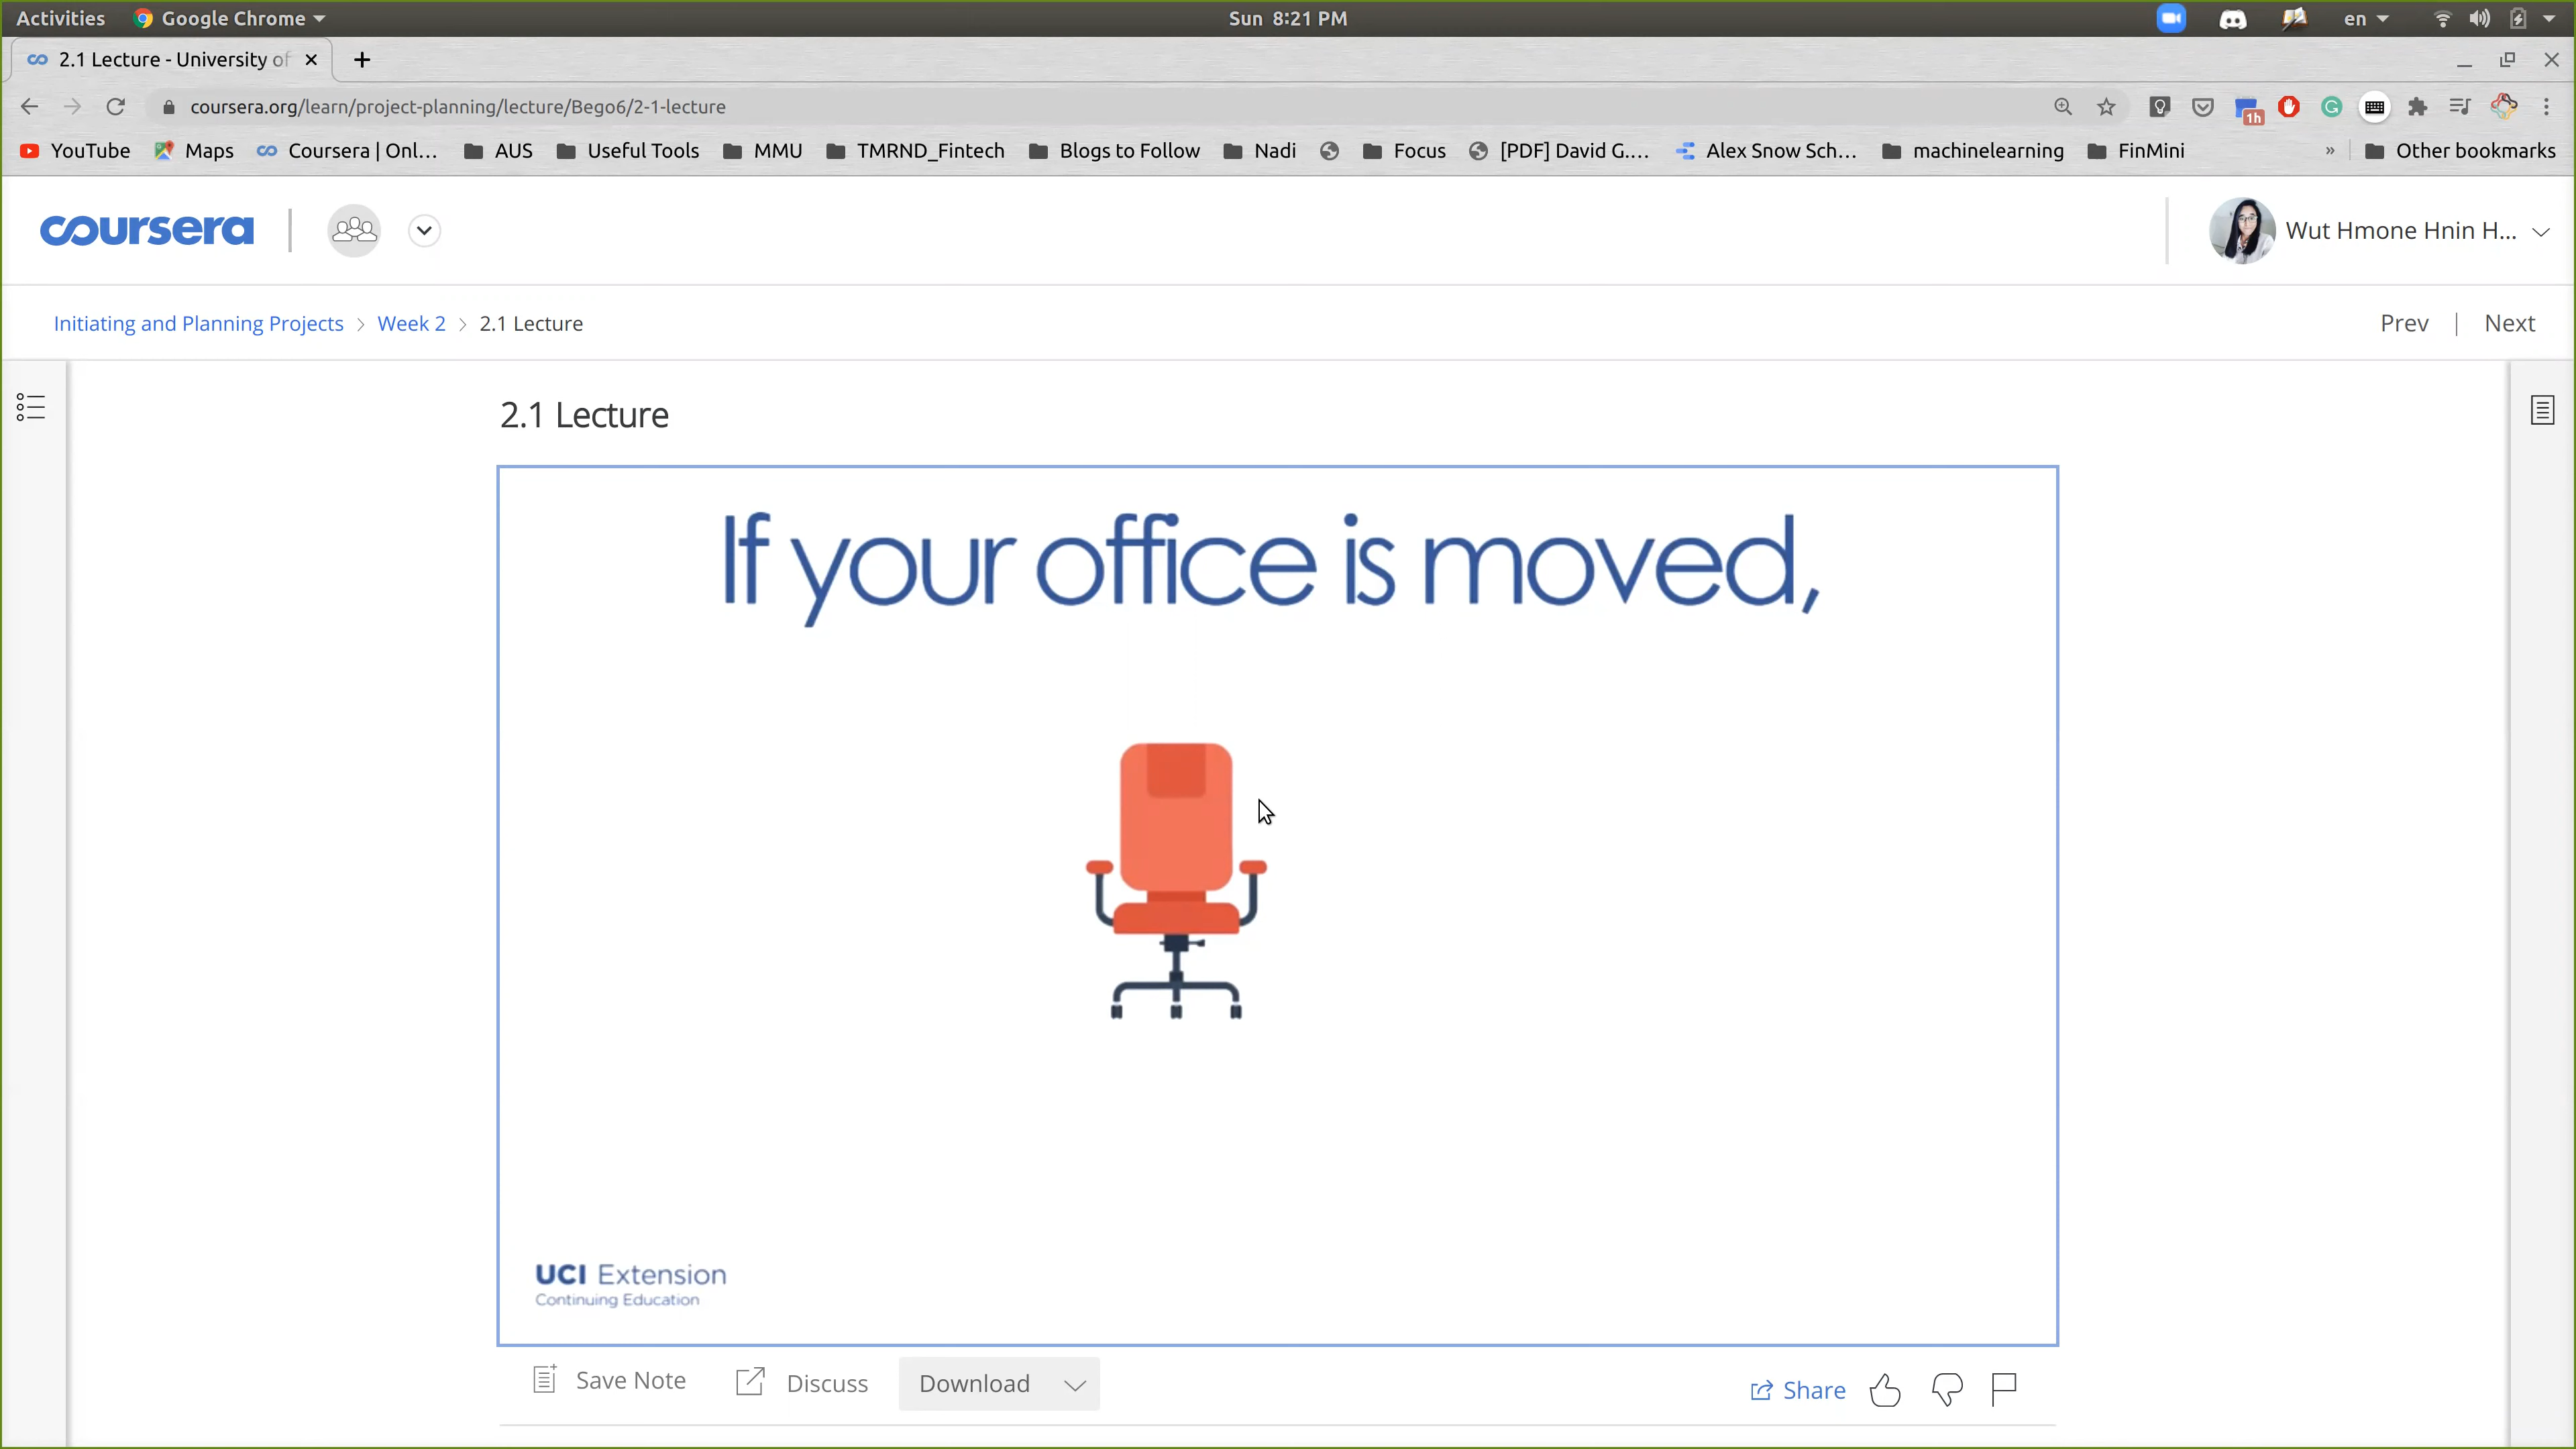 Activities Google Chrome Sun 8:21 PM en
2.1 Lecture - University of
coursera.org/learn/project-planning/lecture/Bego6/2-1-lecture 1h
YouTube Maps Coursera | Onl... AUS Useful Tools MMU TMRND_Fintech Blogs to Follow Nadi Focus [PDF] David G.... Alex Snow Sch... machinelearning FinMini » Other bookmarks
coursera Wut Hmone Hnin H...
Initiating and Planning Projects > Week 2 > 2.1 Lecture Prev | Next
2.1 Lecture
If your office is moved,
UCI Extension
Continuing Education
Save Note Discuss Download Share